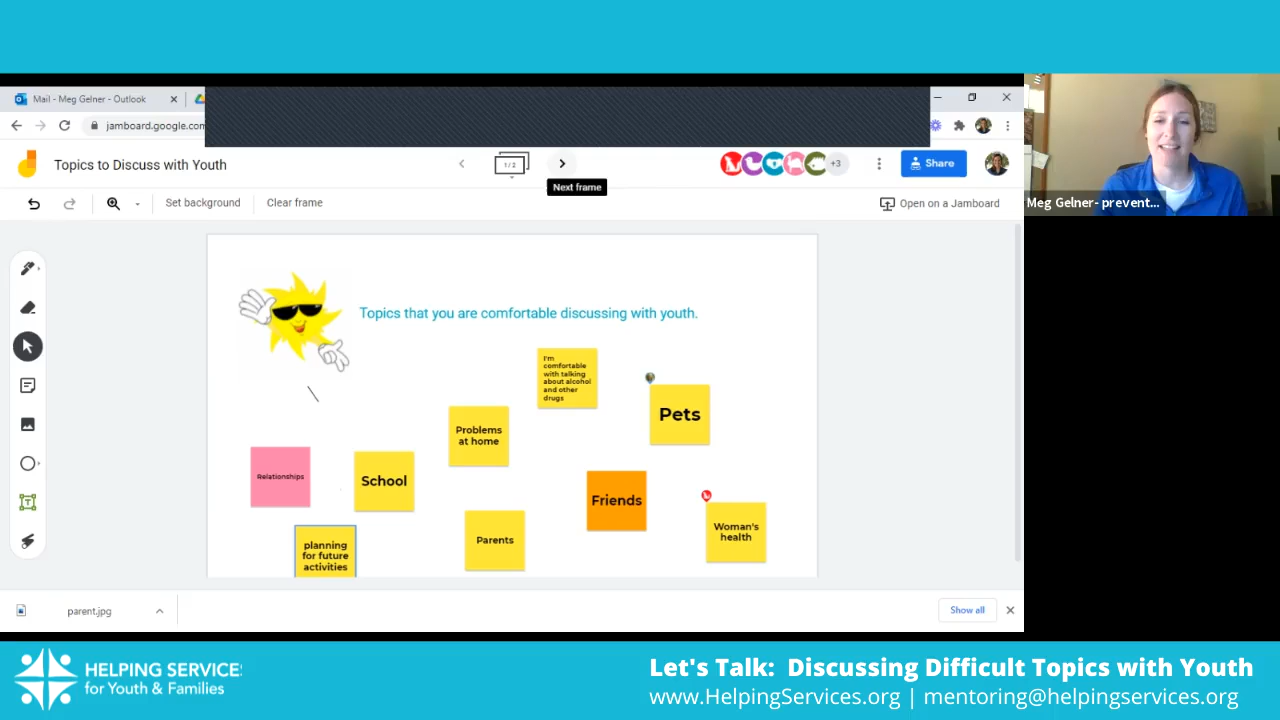 Mail - Meg Gelner - Outlook
jamboard.google.com
Topics to Discuss with Youth
1 / 2
+3
Share
Next frame
Set background
Clear frame
Open on a Jamboard
Meg Gelner- prevent...
Topics that you are comfortable discussing with youth.
I'm
comfortable
with talking
about alcohol
and other
drugs
Pets
Problems
at home
Relationships
School
Friends
Woman's
health
Parents
planning
for future
activities
parent.jpg
Show all
HELPING SERVICES
for Youth & Families
Let's Talk: Discussing Difficult Topics with Youth
www.HelpingServices.org | mentoring@helpingservices.org